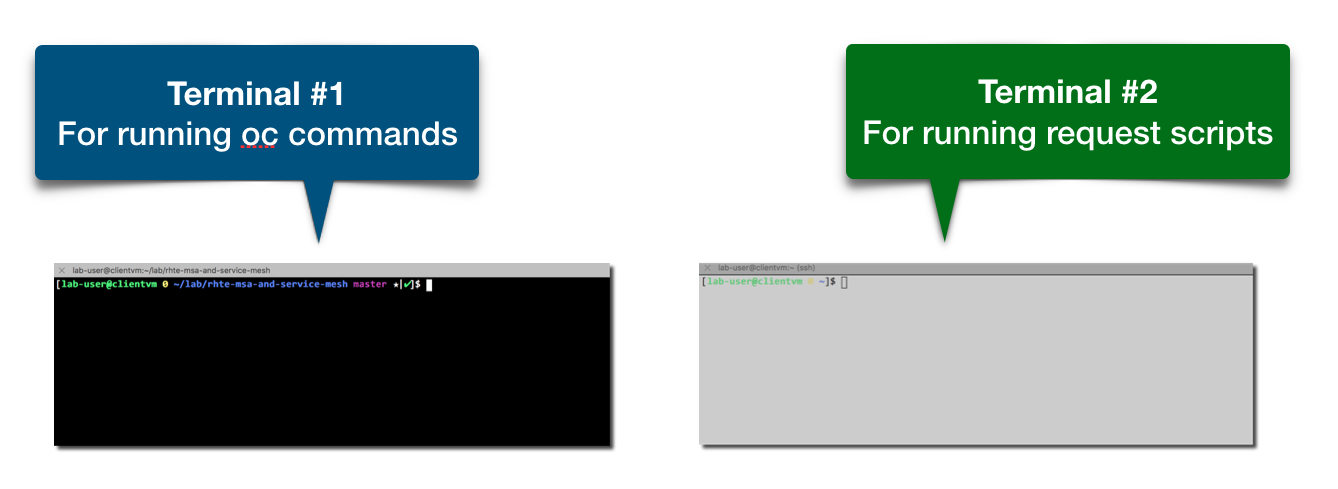 Terminal #1
For running oc commands
Terminal #2
For running request scripts
lab-user@clientvm:~/lab/rhte-msa-and-service-mesh
[lab-user@clientvm 0 ~/lab/rhte-msa-and-service-mesh master ★|✔]$
lab-user@clientvm:~ (ssh)
[lab-user@clientvm 0 ~]$